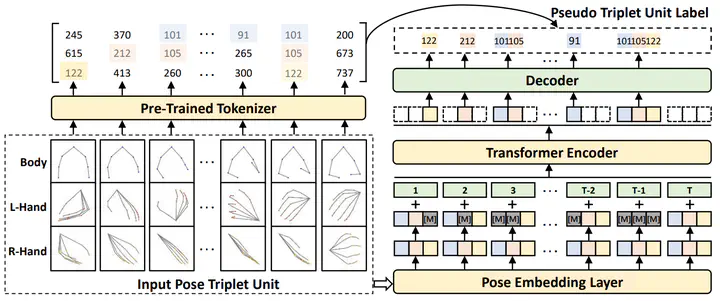 Pseudo Triplet Unit Label
245 370 101 ··· 91 101 200
615 212 105 ··· 265 105 673
122 413 260 ··· 300 122 737
122 212 101105 ··· 91 101105122
Pre-Trained Tokenizer
Decoder
Body
L-Hand
R-Hand
···
···
···
Input Pose Triplet Unit
···
Transformer Encoder
1 2 3 ··· T-2 T-1 T
+ + + + + +
[M] [M] [M] ··· [M] [M][M][M]
···
Pose Embedding Layer